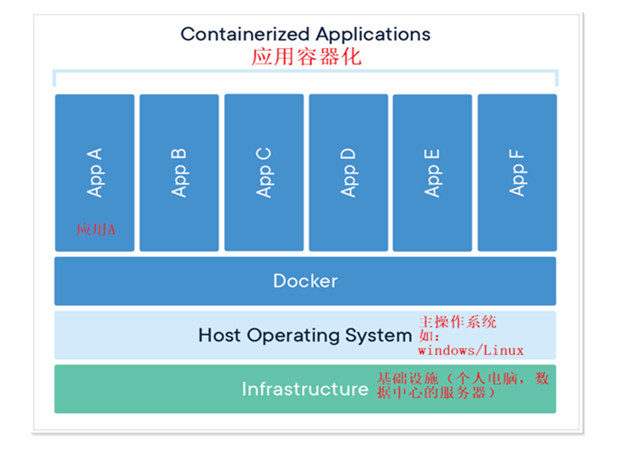 Containerized Applications
应用容器化
App A
App B
App C
App D
App E
App F
应用A
Docker
Host Operating System
主操作系统
如:
windows/Linux
Infrastructure
基础设施（个人电脑，数
据中心的服务器）